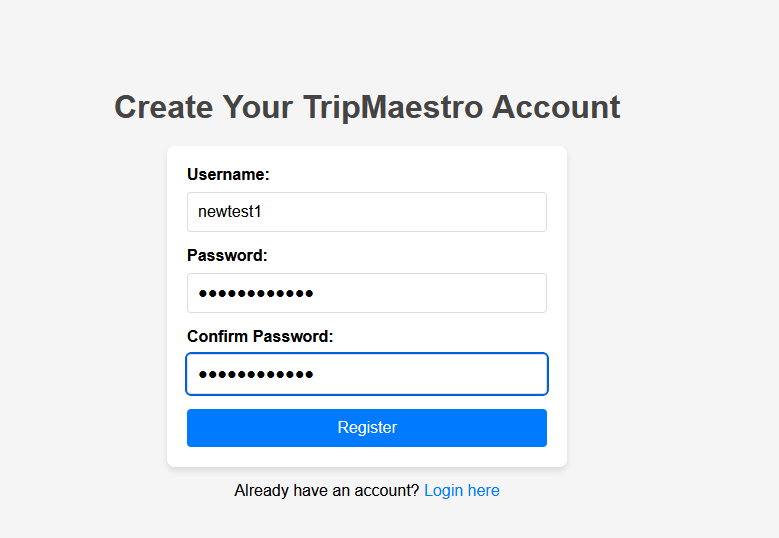 Create Your TripMaestro Account
Username:
newtest1
Password:
●●●●●●●●●●●●
Confirm Password:
●●●●●●●●●●●●
Register
Already have an account? Login here